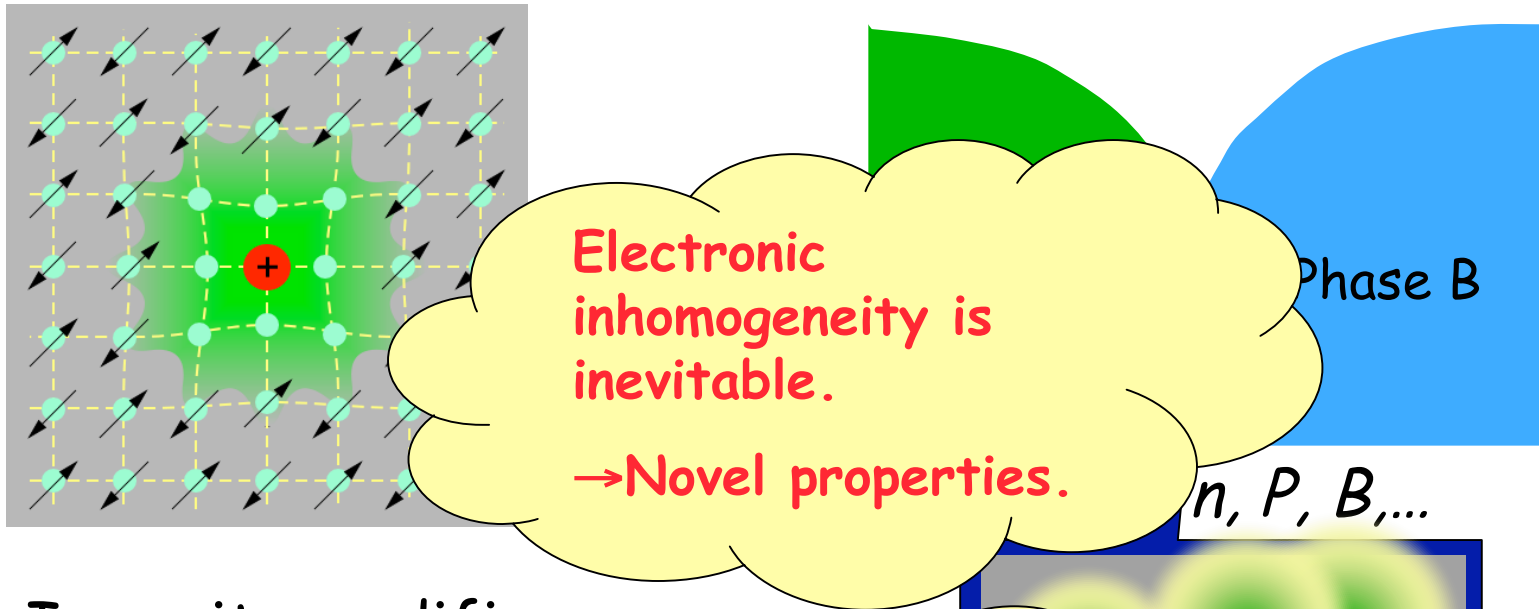 +
Electronic
inhomogeneity is
inevitable.
→Novel properties.
Phase B
n, P, B,…